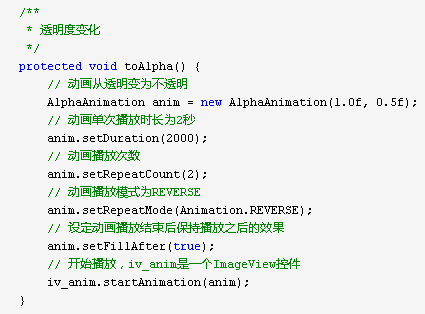 /**
 * 透明度变化
 */
protected void toAlpha() {
    // 动画从透明变为不透明
    AlphaAnimation anim = new AlphaAnimation(1.0f, 0.5f);
    // 动画单次播放时长为2秒
    anim.setDuration(2000);
    // 动画播放次数
    anim.setRepeatCount(2);
    // 动画播放模式为REVERSE
    anim.setRepeatMode(Animation.REVERSE);
    // 设定动画播放结束后保持播放之后的效果
    anim.setFillAfter(true);
    // 开始播放，iv_anim是一个ImageView控件
    iv_anim.startAnimation(anim);
}